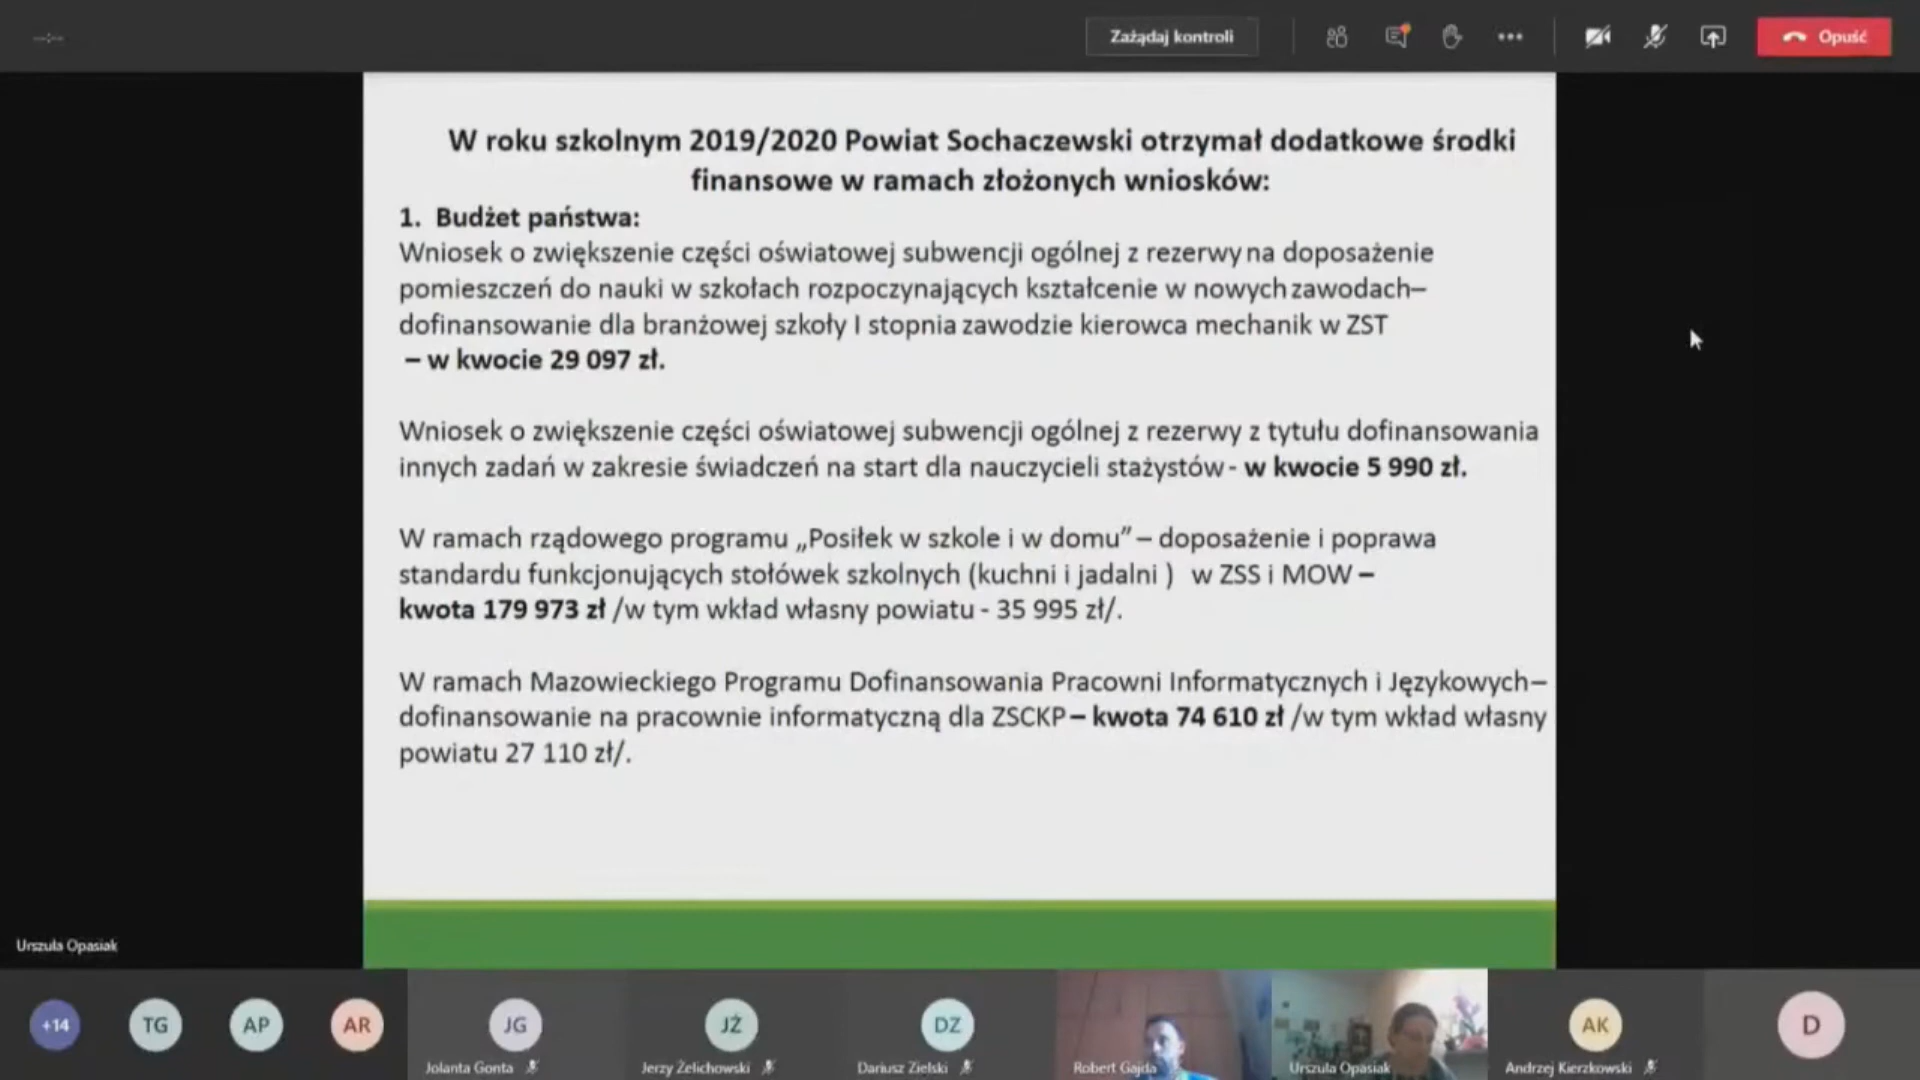 Zażądaj kontroli
Opuść
W roku szkolnym 2019/2020 Powiat Sochaczewski otrzymał dodatkowe środki
finansowe w ramach złożonych wniosków:
1. Budżet państwa:
Wniosek o zwiększenie części oświatowej subwencji ogólnej z rezerwy na doposażenie
pomieszczeń do nauki w szkołach rozpoczynających kształcenie w nowych zawodach–
dofinansowanie dla branżowej szkoły I stopnia zawodzie kierowca mechanik w ZST
– w kwocie 29 097 zł.
Wniosek o zwiększenie części oświatowej subwencji ogólnej z rezerwy z tytułu dofinansowania
innych zadań w zakresie świadczeń na start dla nauczycieli stażystów - w kwocie 5 990 zł.
W ramach rządowego programu „Posiłek w szkole i w domu” – doposażenie i poprawa
standardu funkcjonujących stołówek szkolnych (kuchni i jadalni ) w ZSS i MOW –
kwota 179 973 zł /w tym wkład własny powiatu - 35 995 zł/.
W ramach Mazowieckiego Programu Dofinansowania Pracowni Informatycznych i Językowych–
dofinansowanie na pracownie informatyczną dla ZSCKP – kwota 74 610 zł /w tym wkład własny
powiatu 27 110 zł/.
Urszula Opasiak
+14 TG AP AR JG JŻ DZ AK D
Jolanta Gonta Jerzy Żelichowski Dariusz Zielski Robert Gajda Urszula Opasiak Andrzej Kierzkowski